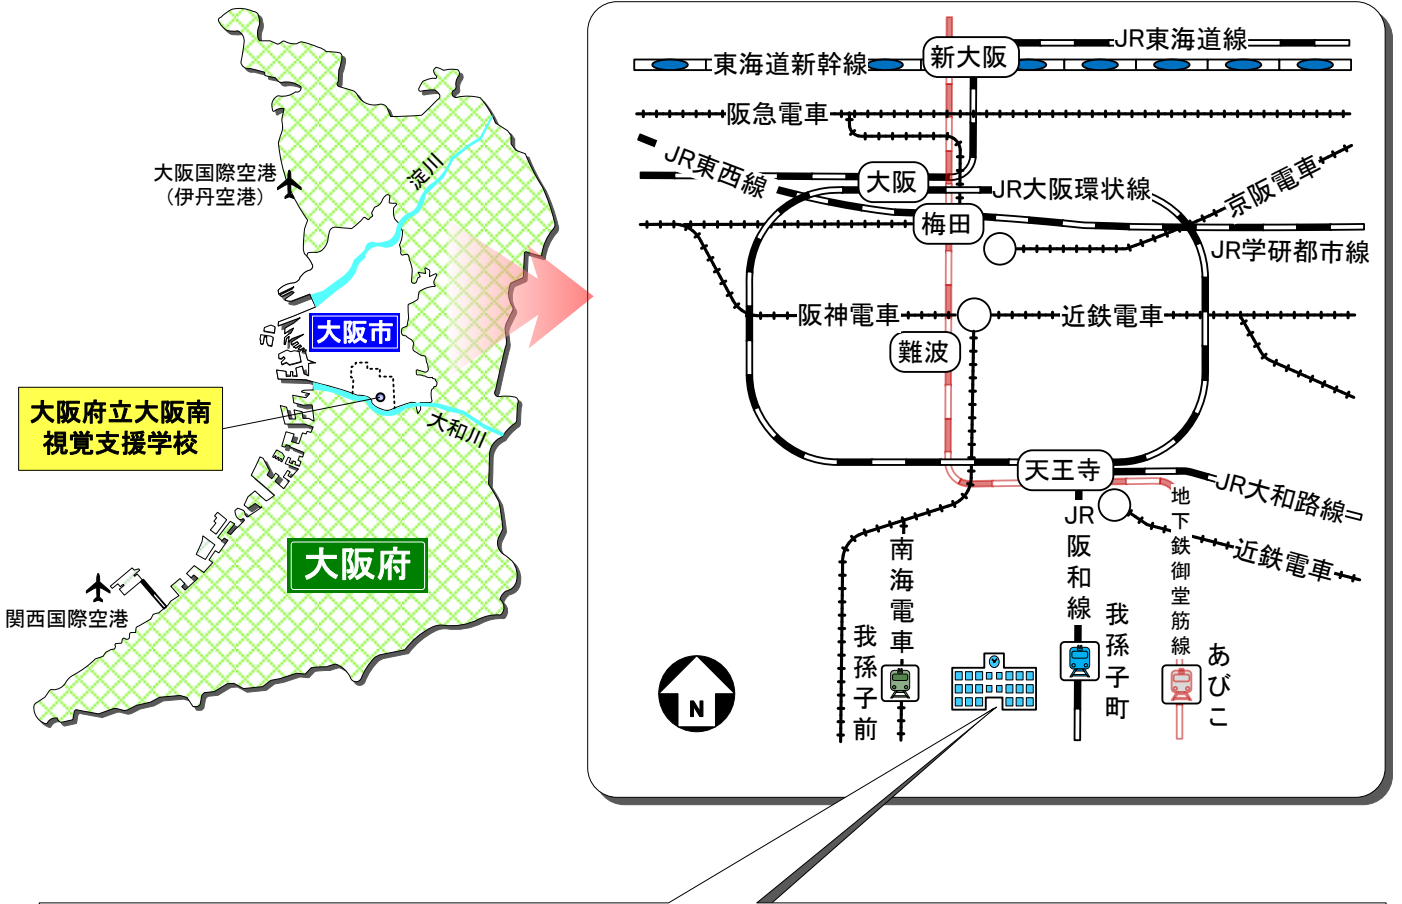 大阪国際空港
(伊丹空港)
淀川
大阪市
大阪府立大阪南
視覚支援学校
大和川
大阪府
関西国際空港
JR東海道線
新大阪
東海道新幹線
阪急電車
JR東西線
大阪
JR大阪環状線
京阪電車
梅田
JR学研都市線
阪神電車
近鉄電車
難波
天王寺
JR大和路線
地下鉄御堂筋線
JR阪和線
近鉄電車
南海電車
我孫子前
我孫子町
あびこ
N